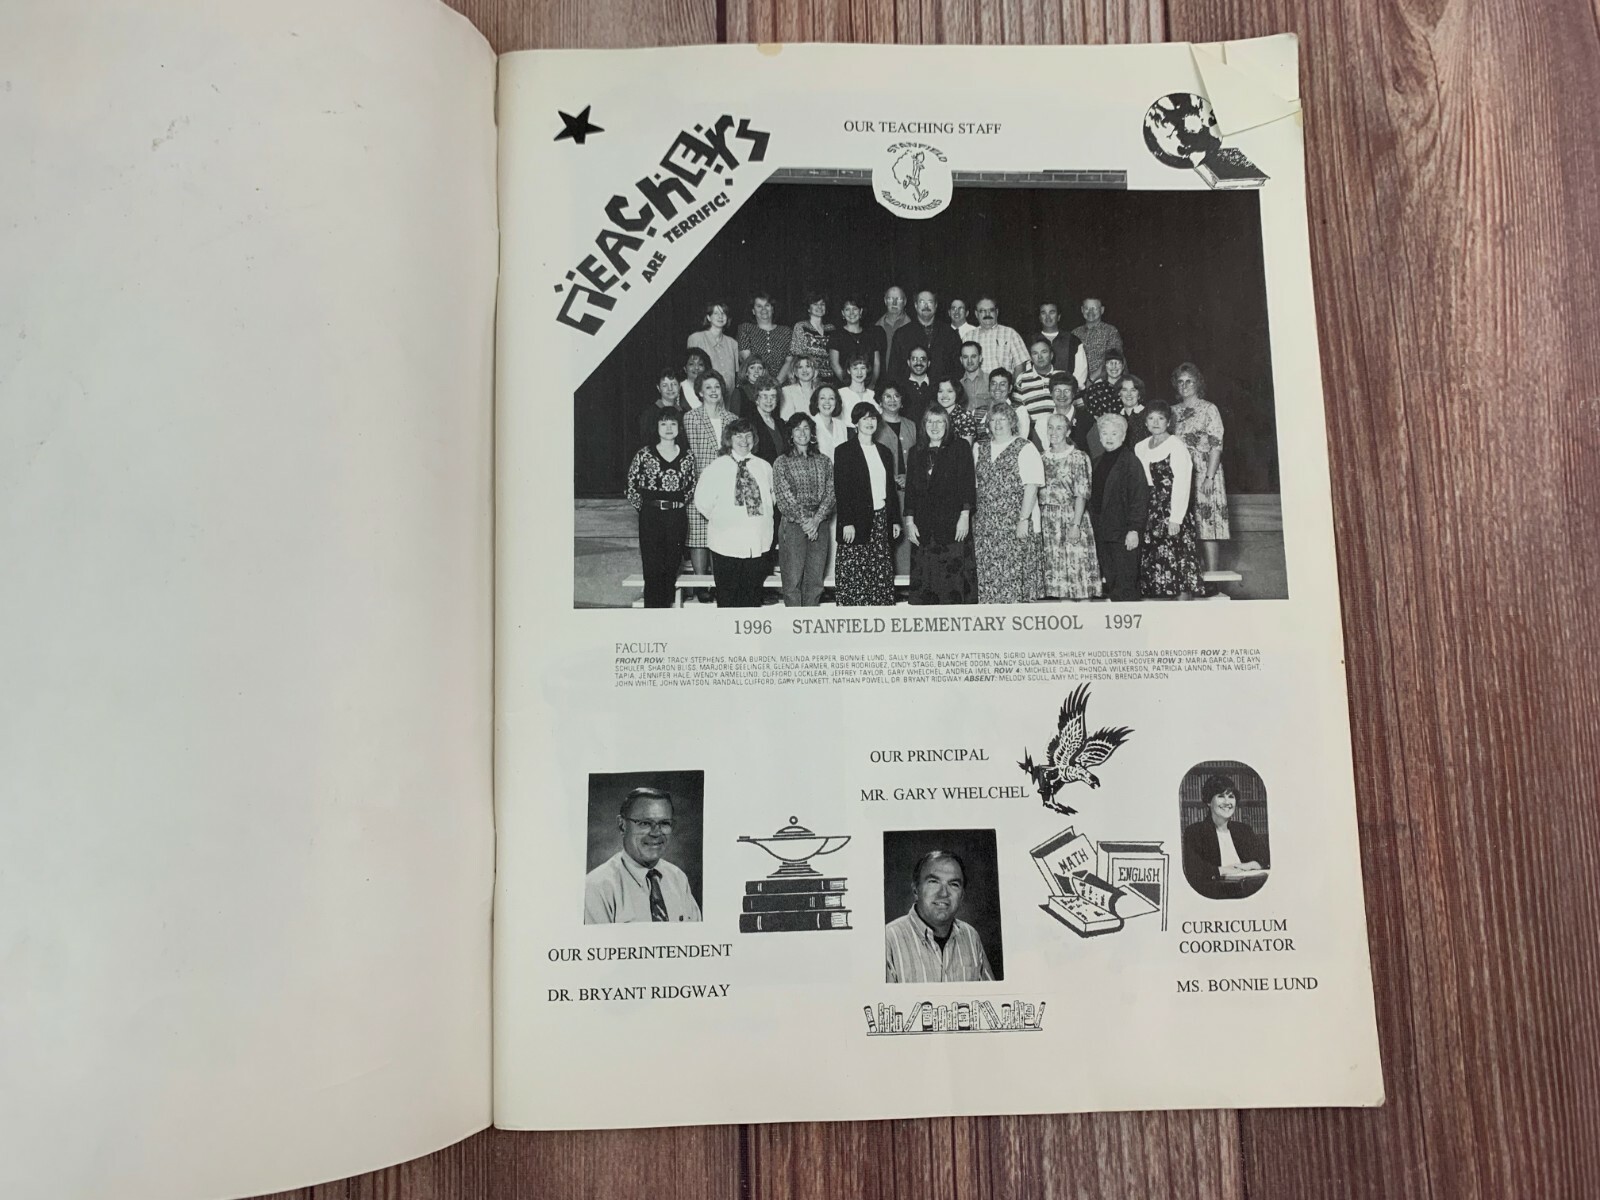 OUR TEACHING STAFF
TEACHERS
ARE TERRIFIC!
STANFIELD
ROADRUNNERS
1996 STANFIELD ELEMENTARY SCHOOL 1997
FACULTY
FRONT ROW: TRACY STEPHENS, NORA BURDEN, MELINDA PERPER, BONNIE LUND, SALLY BURGE, NANCY PATTERSON, SIGRID LAWYER, SHIRLEY HUDDLESTON, SUSAN ORENDORFF ROW 2: PATRICIA
SCHULER, SHARON BLISS, MARJORIE SEELINGER, GLENDA FARMER, ROSIE RODRIGUEZ, CINDY STAGG, BLANCHE ODOM, NANCY SLUGA, PAMELA WALTON, LORRIE HOOVER ROW 3: MARIA GARCIA, DE AYN
TAPIA, JENNIFER HALE, WENDY ARMELLINO, CLIFFORD LOCKLEAR, JEFFREY TAYLOR, GARY WHELCHEL, ANDREA IMEL ROW 4: MICHELLE RHONDA WILKERSON, PATRICIA LANNON, TINA WEIGHT,
JOHN WHITE, JOHN WATSON, RANDALL CLIFFORD, GARY PLUNKETT, NATHAN POWELL, DR. BRYANT RIDGWAY ABSENT: MELODY SCULL, AMY MC PHERSON, BRENDA MASON
OUR PRINCIPAL
MR. GARY WHELCHEL
MATH
ENGLISH
OUR SUPERINTENDENT
DR. BRYANT RIDGWAY
CURRICULUM
COORDINATOR
MS. BONNIE LUND